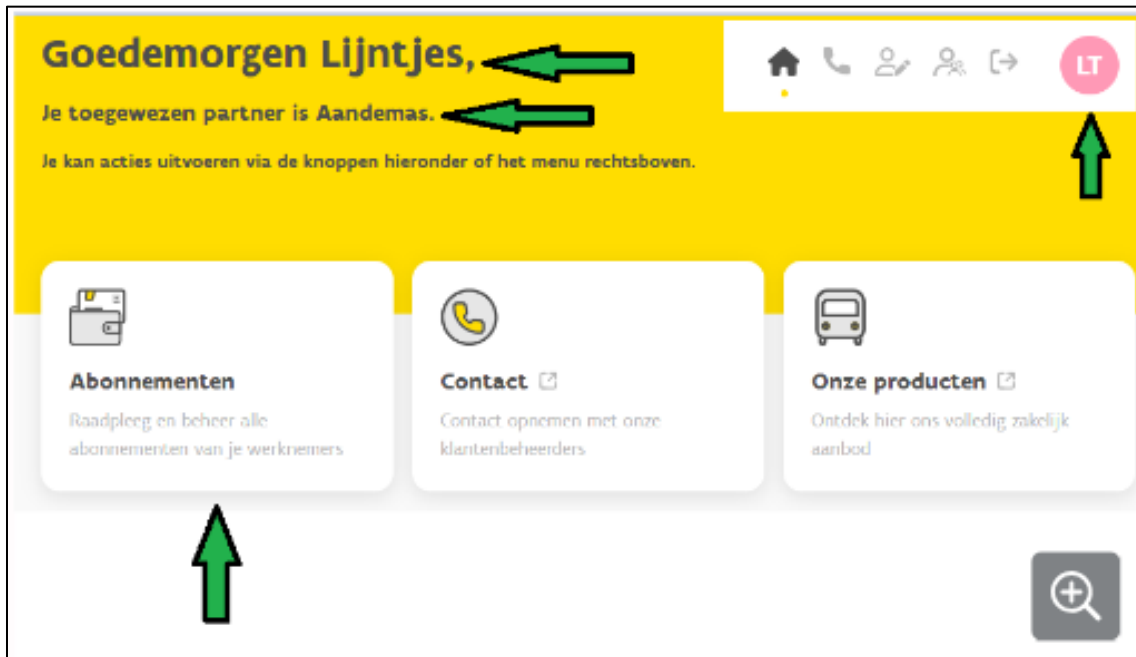 Goedemorgen Lijntjes,
LT
Je toegewezen partner is Aandemas.
Je kan acties uitvoeren via de knoppen hieronder of het menu rechtsboven.
Abonnementen
Raadpleeg en beheer alle
abonnementen van je werknemers
Contact
Contact opnemen met onze
klantenbeheerders
Onze producten
Ontdek hier ons volledig zakelijk
aanbod